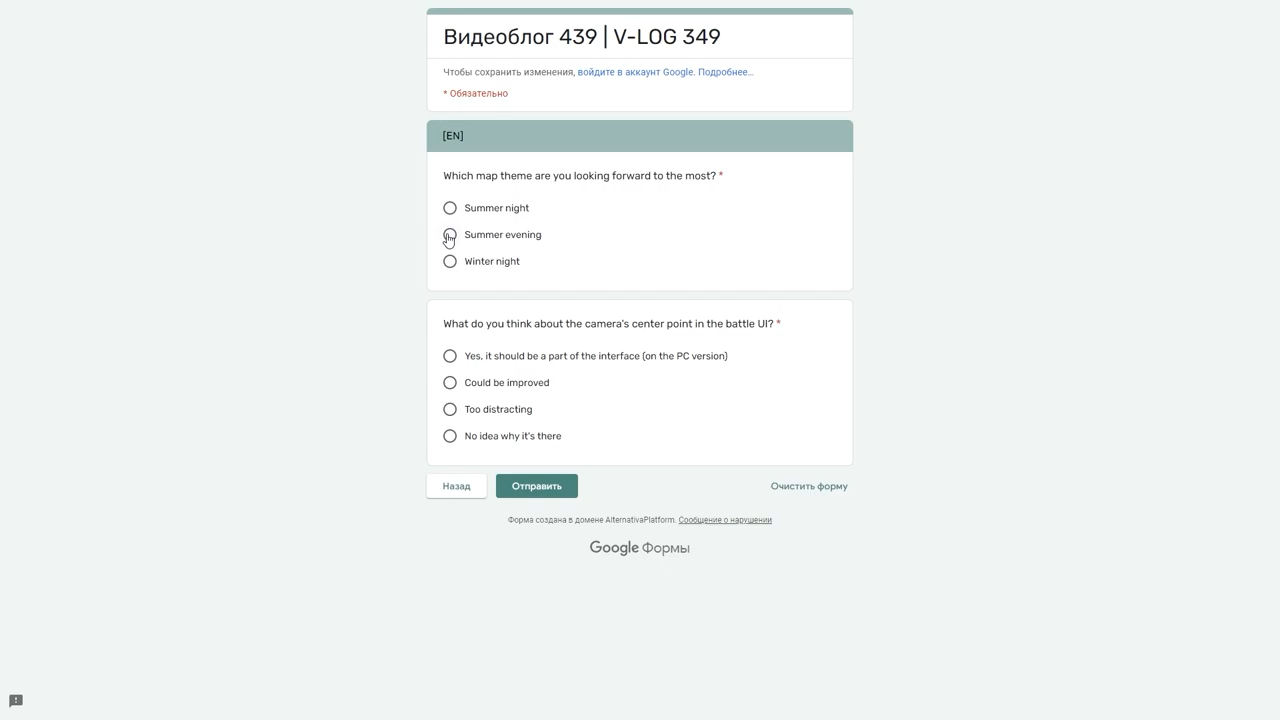 Видеоблог 439 | V-LOG 349
Чтобы сохранить изменения, войдите в аккаунт Google. Подробнее…
* Обязательно
[EN]
Which map theme are you looking forward to the most? *
Summer night
Summer evening
Winter night
What do you think about the camera's center point in the battle UI? *
Yes, it should be a part of the interface (on the PC version)
Could be improved
Too distracting
No idea why it's there
Назад Отправить Очистить форму
Форма создана в домене AlternativaPlatform. Сообщение о нарушении
Google Формы